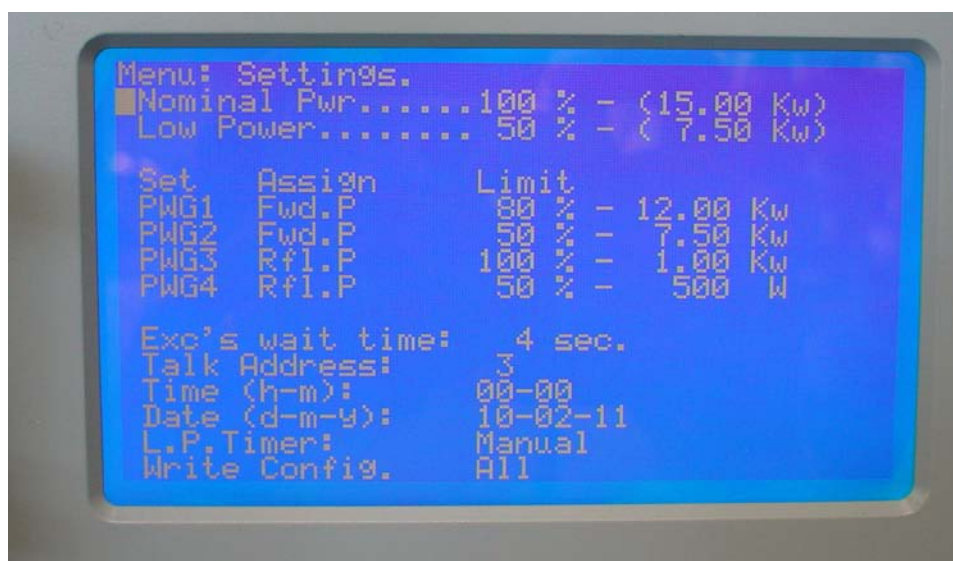 Menu: Settings.
Nominal Pwr......100 % - (15.00 Kw)
Low Power........ 50 % - ( 7.50 Kw)
Set Assign Limit
PWG1 Fwd.P 80 % - 12.00 Kw
PWG2 Fwd.P 50 % - 7.50 Kw
PWG3 Rfl.P 100 % - 1.00 Kw
PWG4 Rfl.P 50 % - 500 W
Exc's wait time: 4 sec.
Talk Address: 3
Time (h-m): 00-00
Date (d-m-y): 10-02-11
L.P.Timer: Manual
Write Config. All